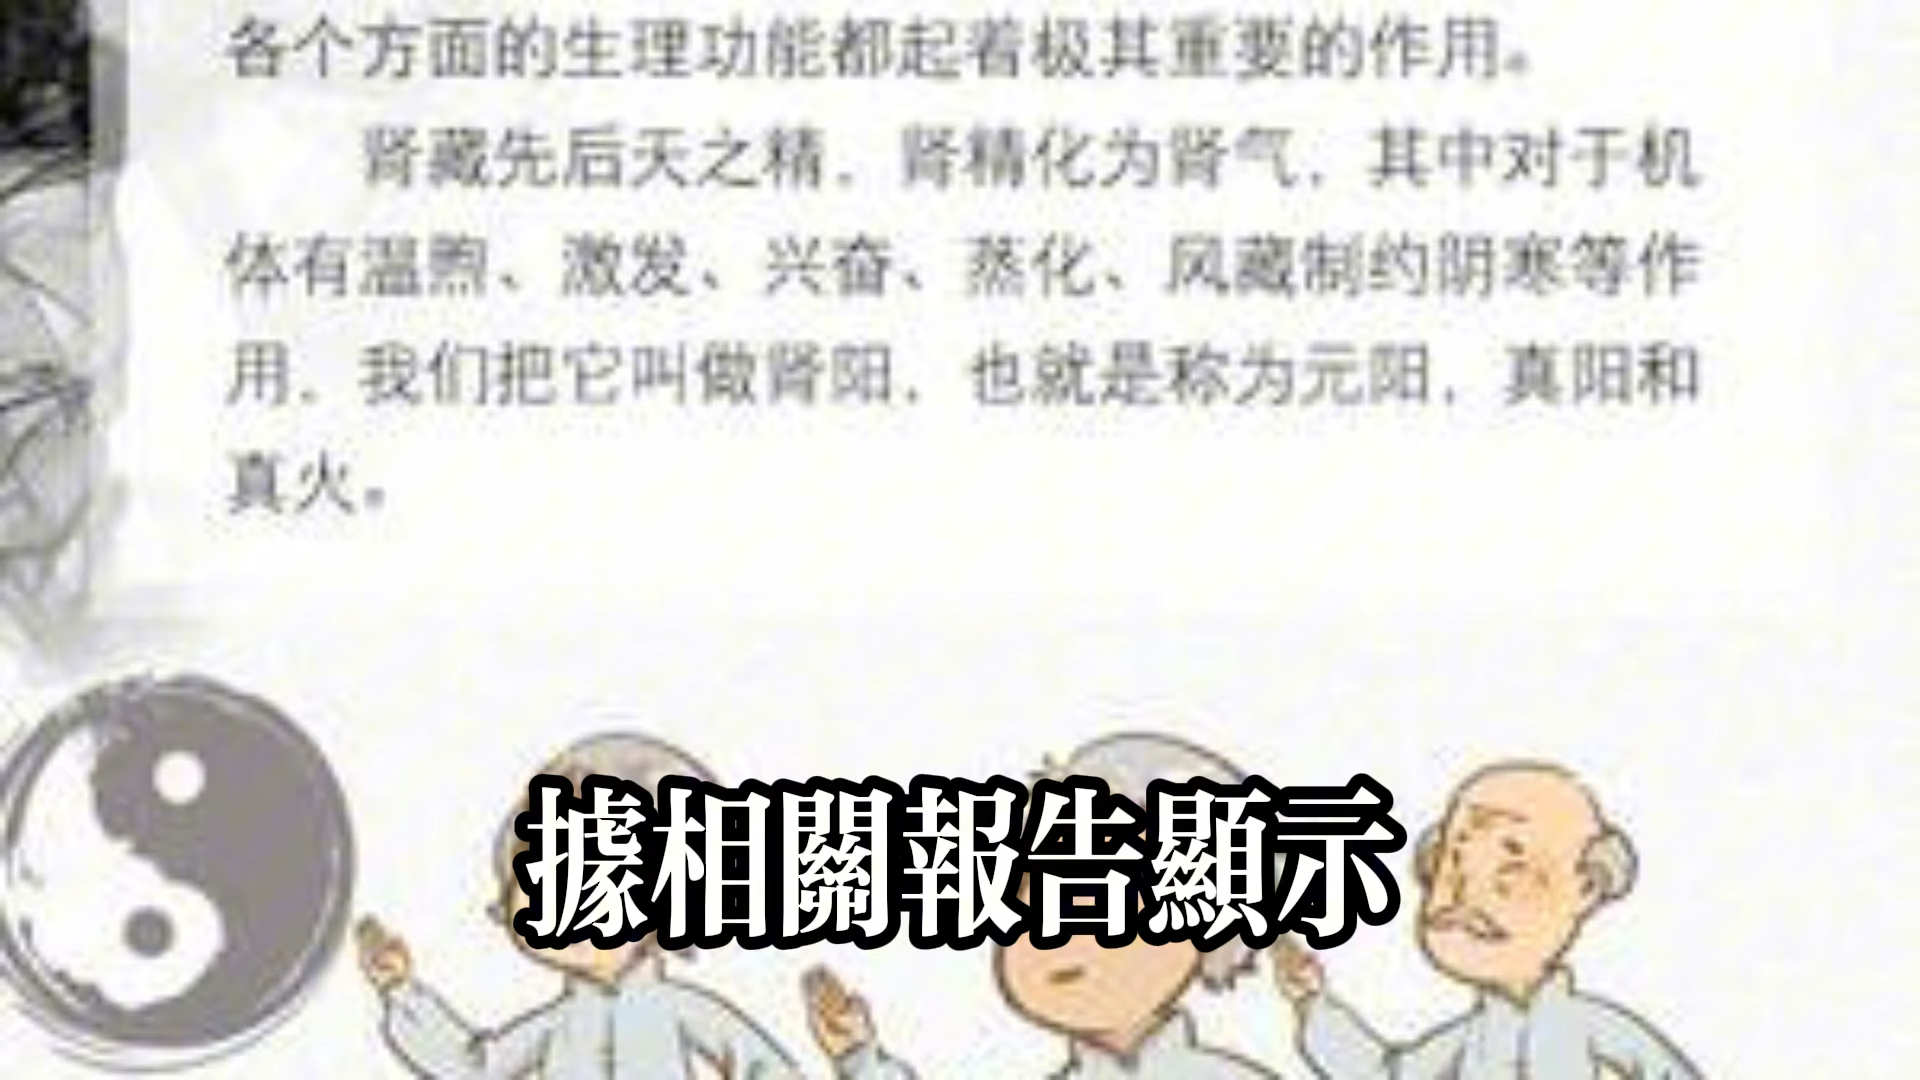 各个方面的生理功能都起着极其重要的作用。
肾藏先后天之精，肾精化为肾气，其中对于机
体有温煦、激发、兴奋、蒸化、风藏制约阴寒等作
用，我们把它叫做肾阳，也就是称为元阳，真阳和
真火。
據相關報告顯示